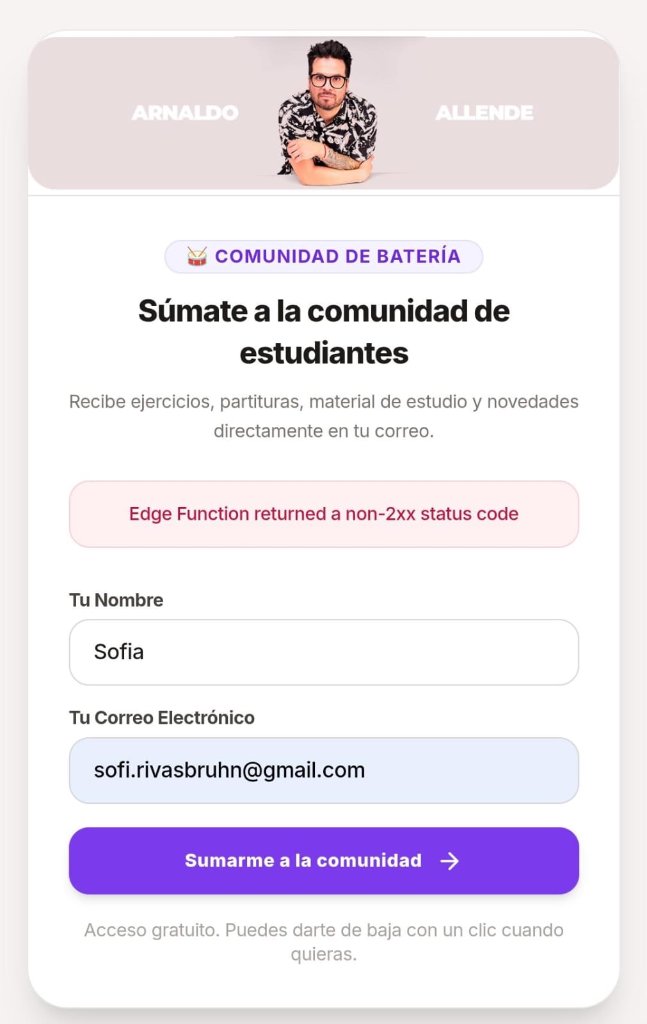 ARNALDO ALLENDE
🥁 COMUNIDAD DE BATERÍA
Súmate a la comunidad de
estudiantes
Recibe ejercicios, partituras, material de estudio y novedades
directamente en tu correo.
Edge Function returned a non-2xx status code
Tu Nombre
Sofia
Tu Correo Electrónico
sofi.rivasbruhn@gmail.com
Sumarme a la comunidad →
Acceso gratuito. Puedes darte de baja con un clic cuando
quieras.